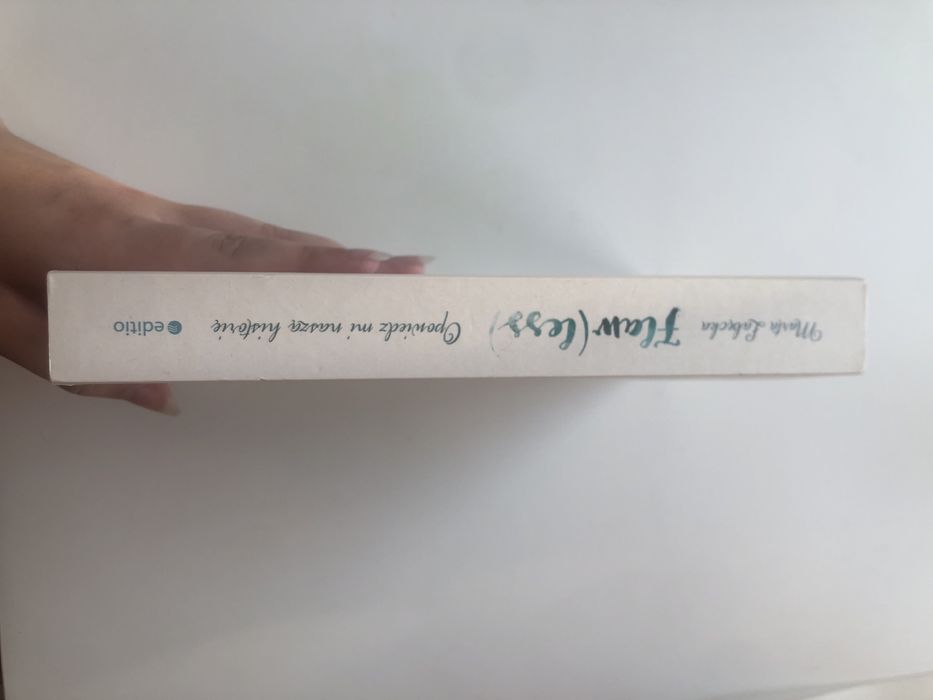 Marta Łabęcka
Flaw(less)
Opowiedz mi naszą historię
editio